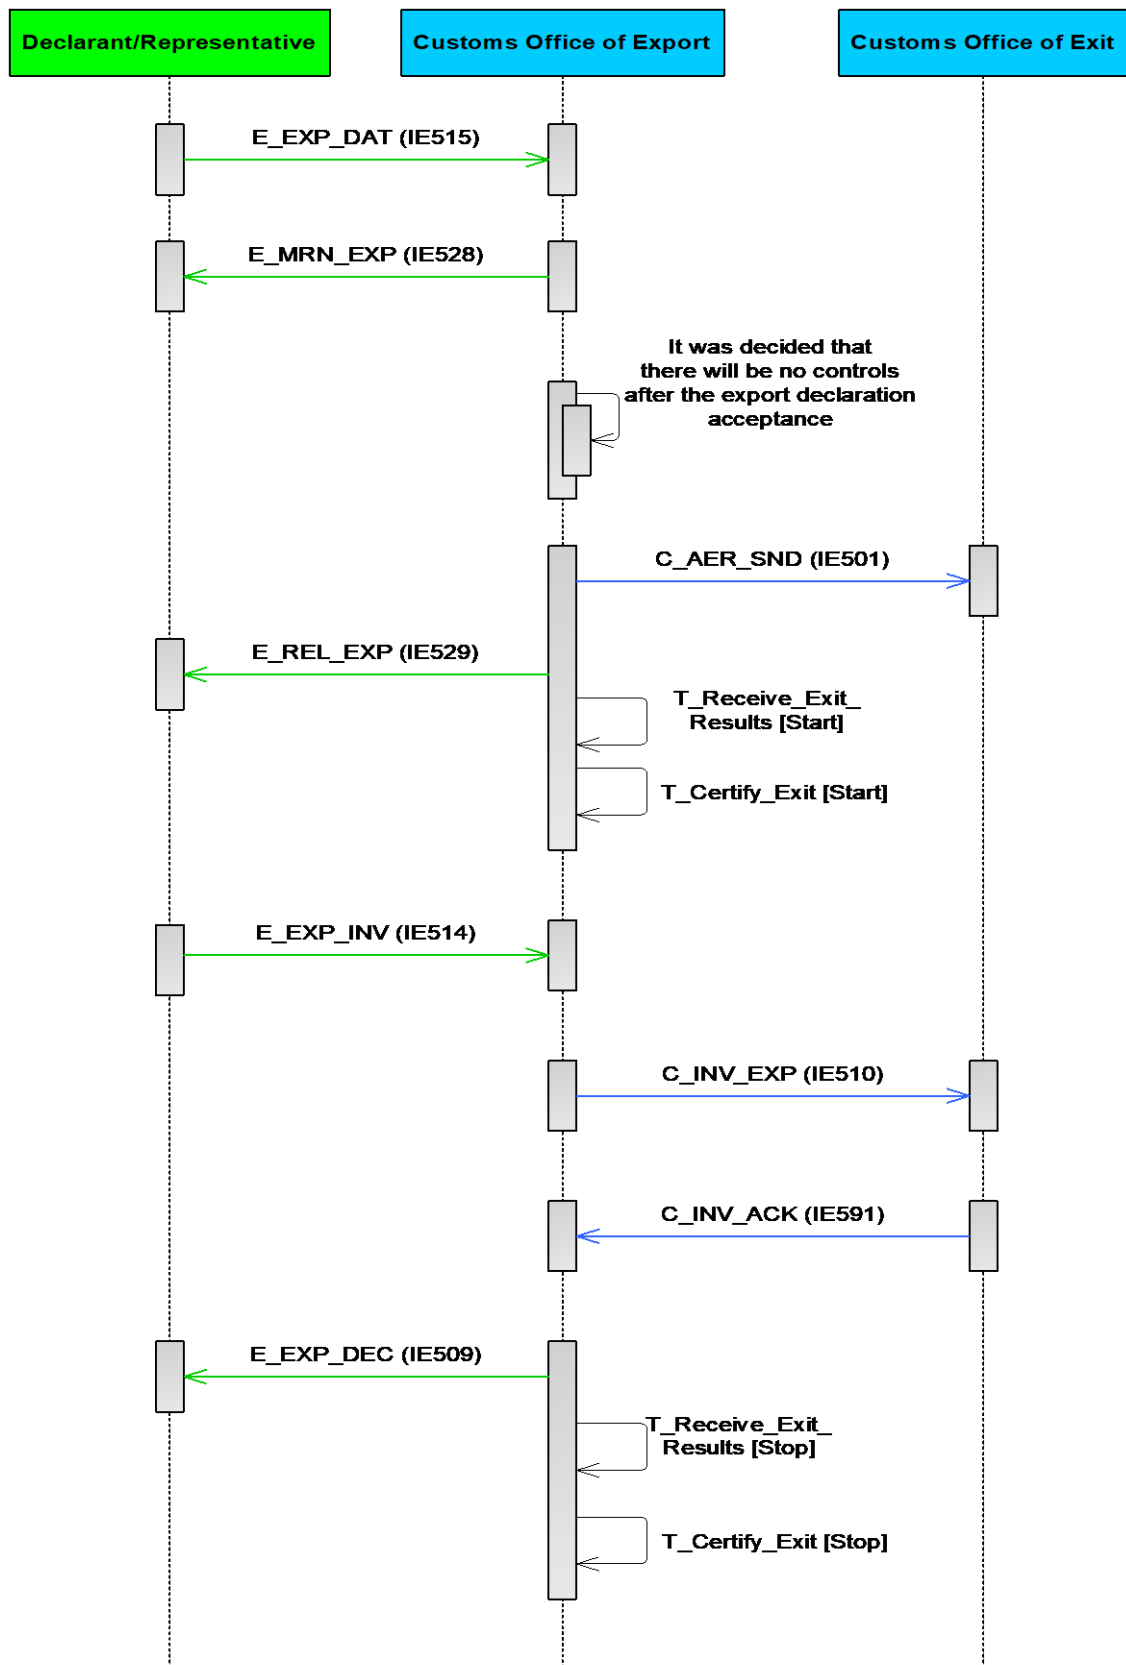 Declarant/Representative
Customs Office of Export
Customs Office of Exit
E_EXP_DAT (IE515)
E_MRN_EXP (IE528)
It was decided that
there will be no controls
after the export declaration
acceptance
C_AER_SND (IE501)
E_REL_EXP (IE529)
T_Receive_Exit_
Results [Start]
T_Certify_Exit [Start]
E_EXP_INV (IE514)
C_INV_EXP (IE510)
C_INV_ACK (IE591)
E_EXP_DEC (IE509)
T_Receive_Exit_
Results [Stop]
T_Certify_Exit [Stop]